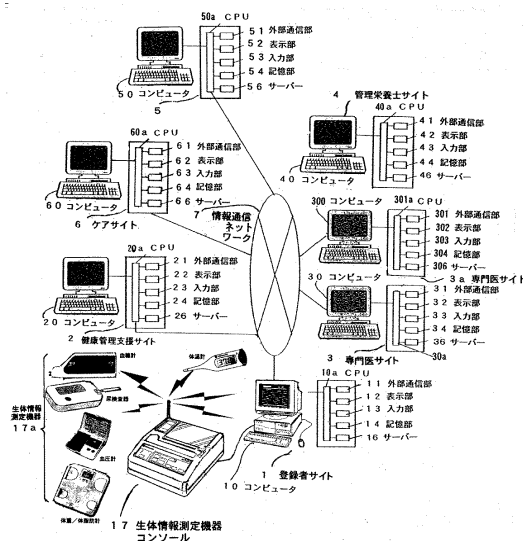 50a CPU
51 外部通信部
52 表示部
53 入力部
54 記憶部
56 サーバー
50 コンピュータ
5
4 管理栄養士サイト
40a CPU
41 外部通信部
42 表示部
43 入力部
44 記憶部
46 サーバー
40 コンピュータ
60a CPU
61 外部通信部
62 表示部
63 入力部
64 記憶部
66 サーバー
60 コンピュータ
6 ケアサイト
7
情報通信
ネット
ワーク
300 コンピュータ
301a CPU
301 外部通信部
302 表示部
303 入力部
304 記憶部
306 サーバー
3a 専門医サイト
20a CPU
21 外部通信部
22 表示部
23 入力部
24 記憶部
26 サーバー
20 コンピュータ
2 健康管理支援サイト
30 コンピュータ
31 外部通信部
32 表示部
33 入力部
34 記憶部
36 サーバー
30a
3 専門医サイト
血糖計
体温計
尿検査器
生体情報
測定機器
17a
血圧計
体重/体脂肪計
10a CPU
11 外部通信部
12 表示部
13 入力部
14 記憶部
16 サーバー
1 登録者サイト
10 コンピュータ
17 生体情報測定機器
コンソール